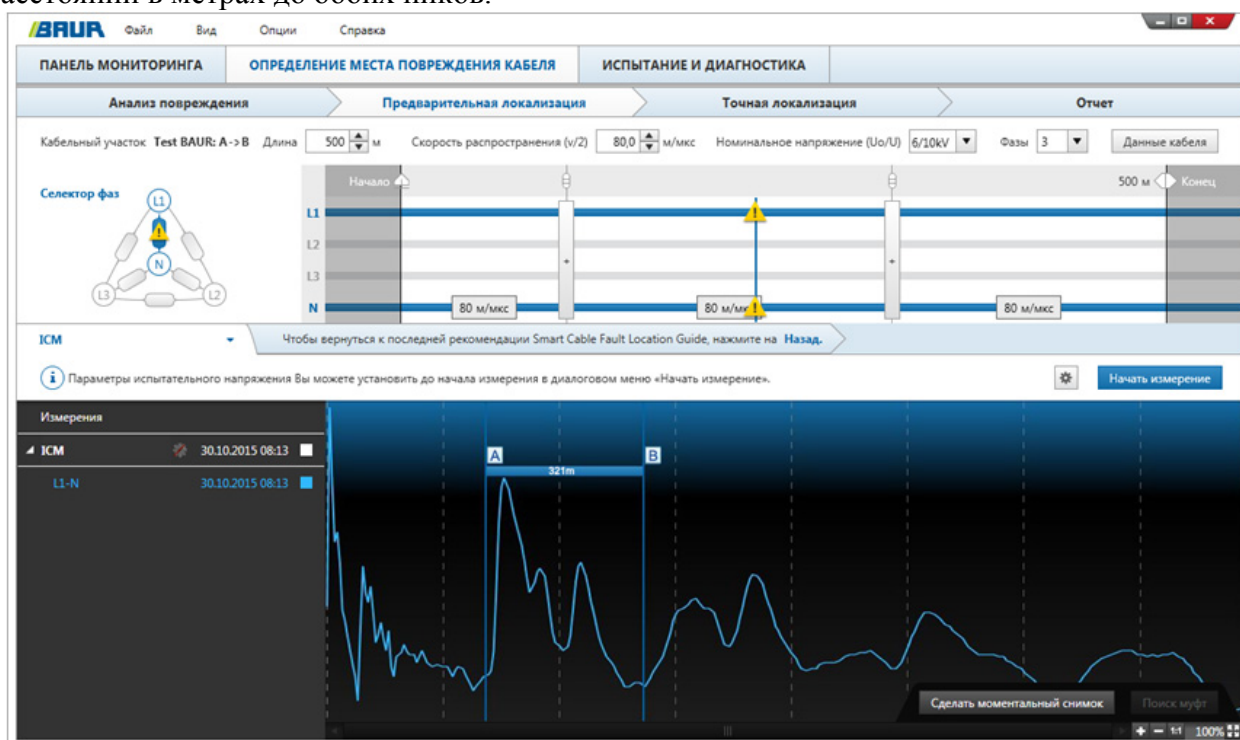 расстоянии в метрах до обоих пиков.
BAUR Файл Вид Опции Справка
ПАНЕЛЬ МОНИТОРИНГА ОПРЕДЕЛЕНИЕ МЕСТА ПОВРЕЖДЕНИЯ КАБЕЛЯ ИСПЫТАНИЕ И ДИАГНОСТИКА
Анализ повреждения Предварительная локализация Точная локализация Отчет
Кабельный участок Test BAUR: A->B Длина 500 м Скорость распространения (v/2) 80,0 м/мкс Номинальное напряжение (Uo/U) 6/10kV Фазы 3 Данные кабеля
Начало 500 м Конец
Селектор фаз
L1
L1
L2
N
L3
L3 L2
N 80 м/мкс 80 м/мкс 80 м/мкс
ICM Чтобы вернуться к последней рекомендации Smart Cable Fault Location Guide, нажмите на Назад.
Параметры испытательного напряжения Вы можете установить до начала измерения в диалоговом меню «Начать измерение». Начать измерение
Измерения
ICM 30.10.2015 08:13
A B
321m
L1-N 30.10.2015 08:13
Сделать моментальный снимок Поиск муфт
+ − 1:1 100%